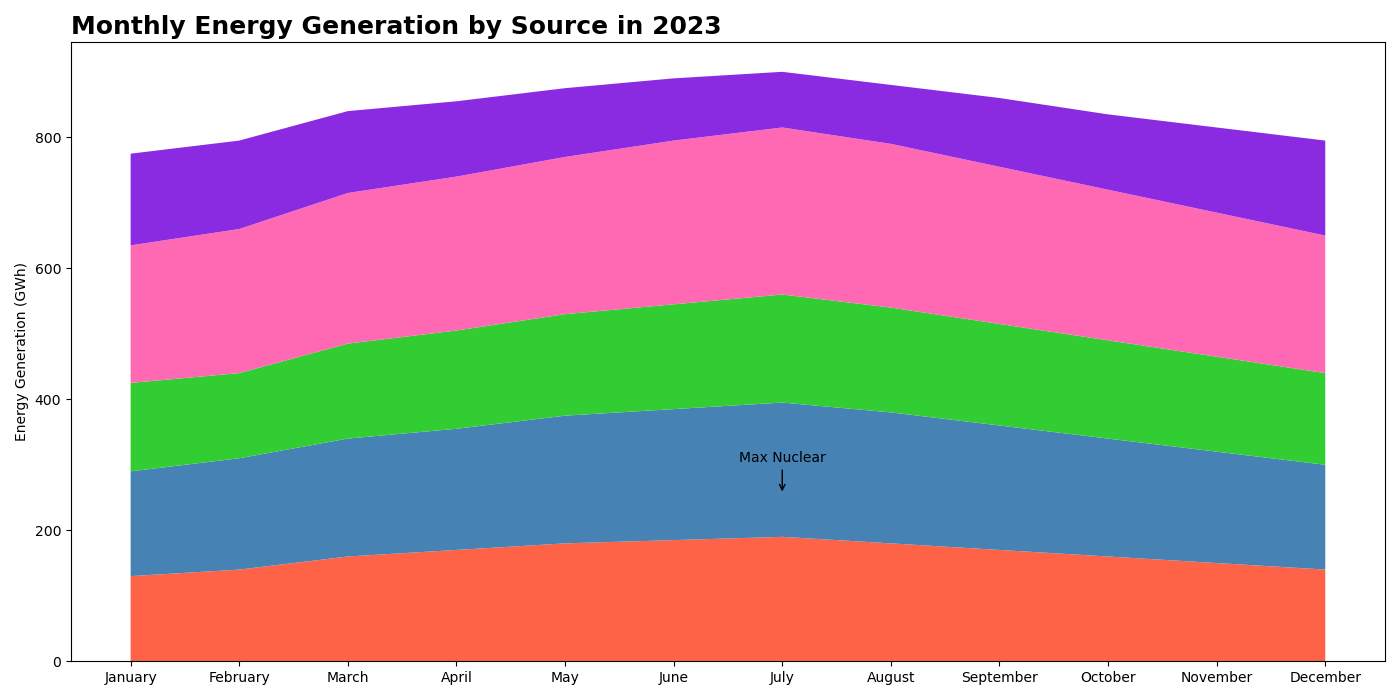 Monthly Energy Generation by Source in 2023
Energy Generation (GWh)
800
600
400
200
0
Max Nuclear
January February March April May June July August September October November December